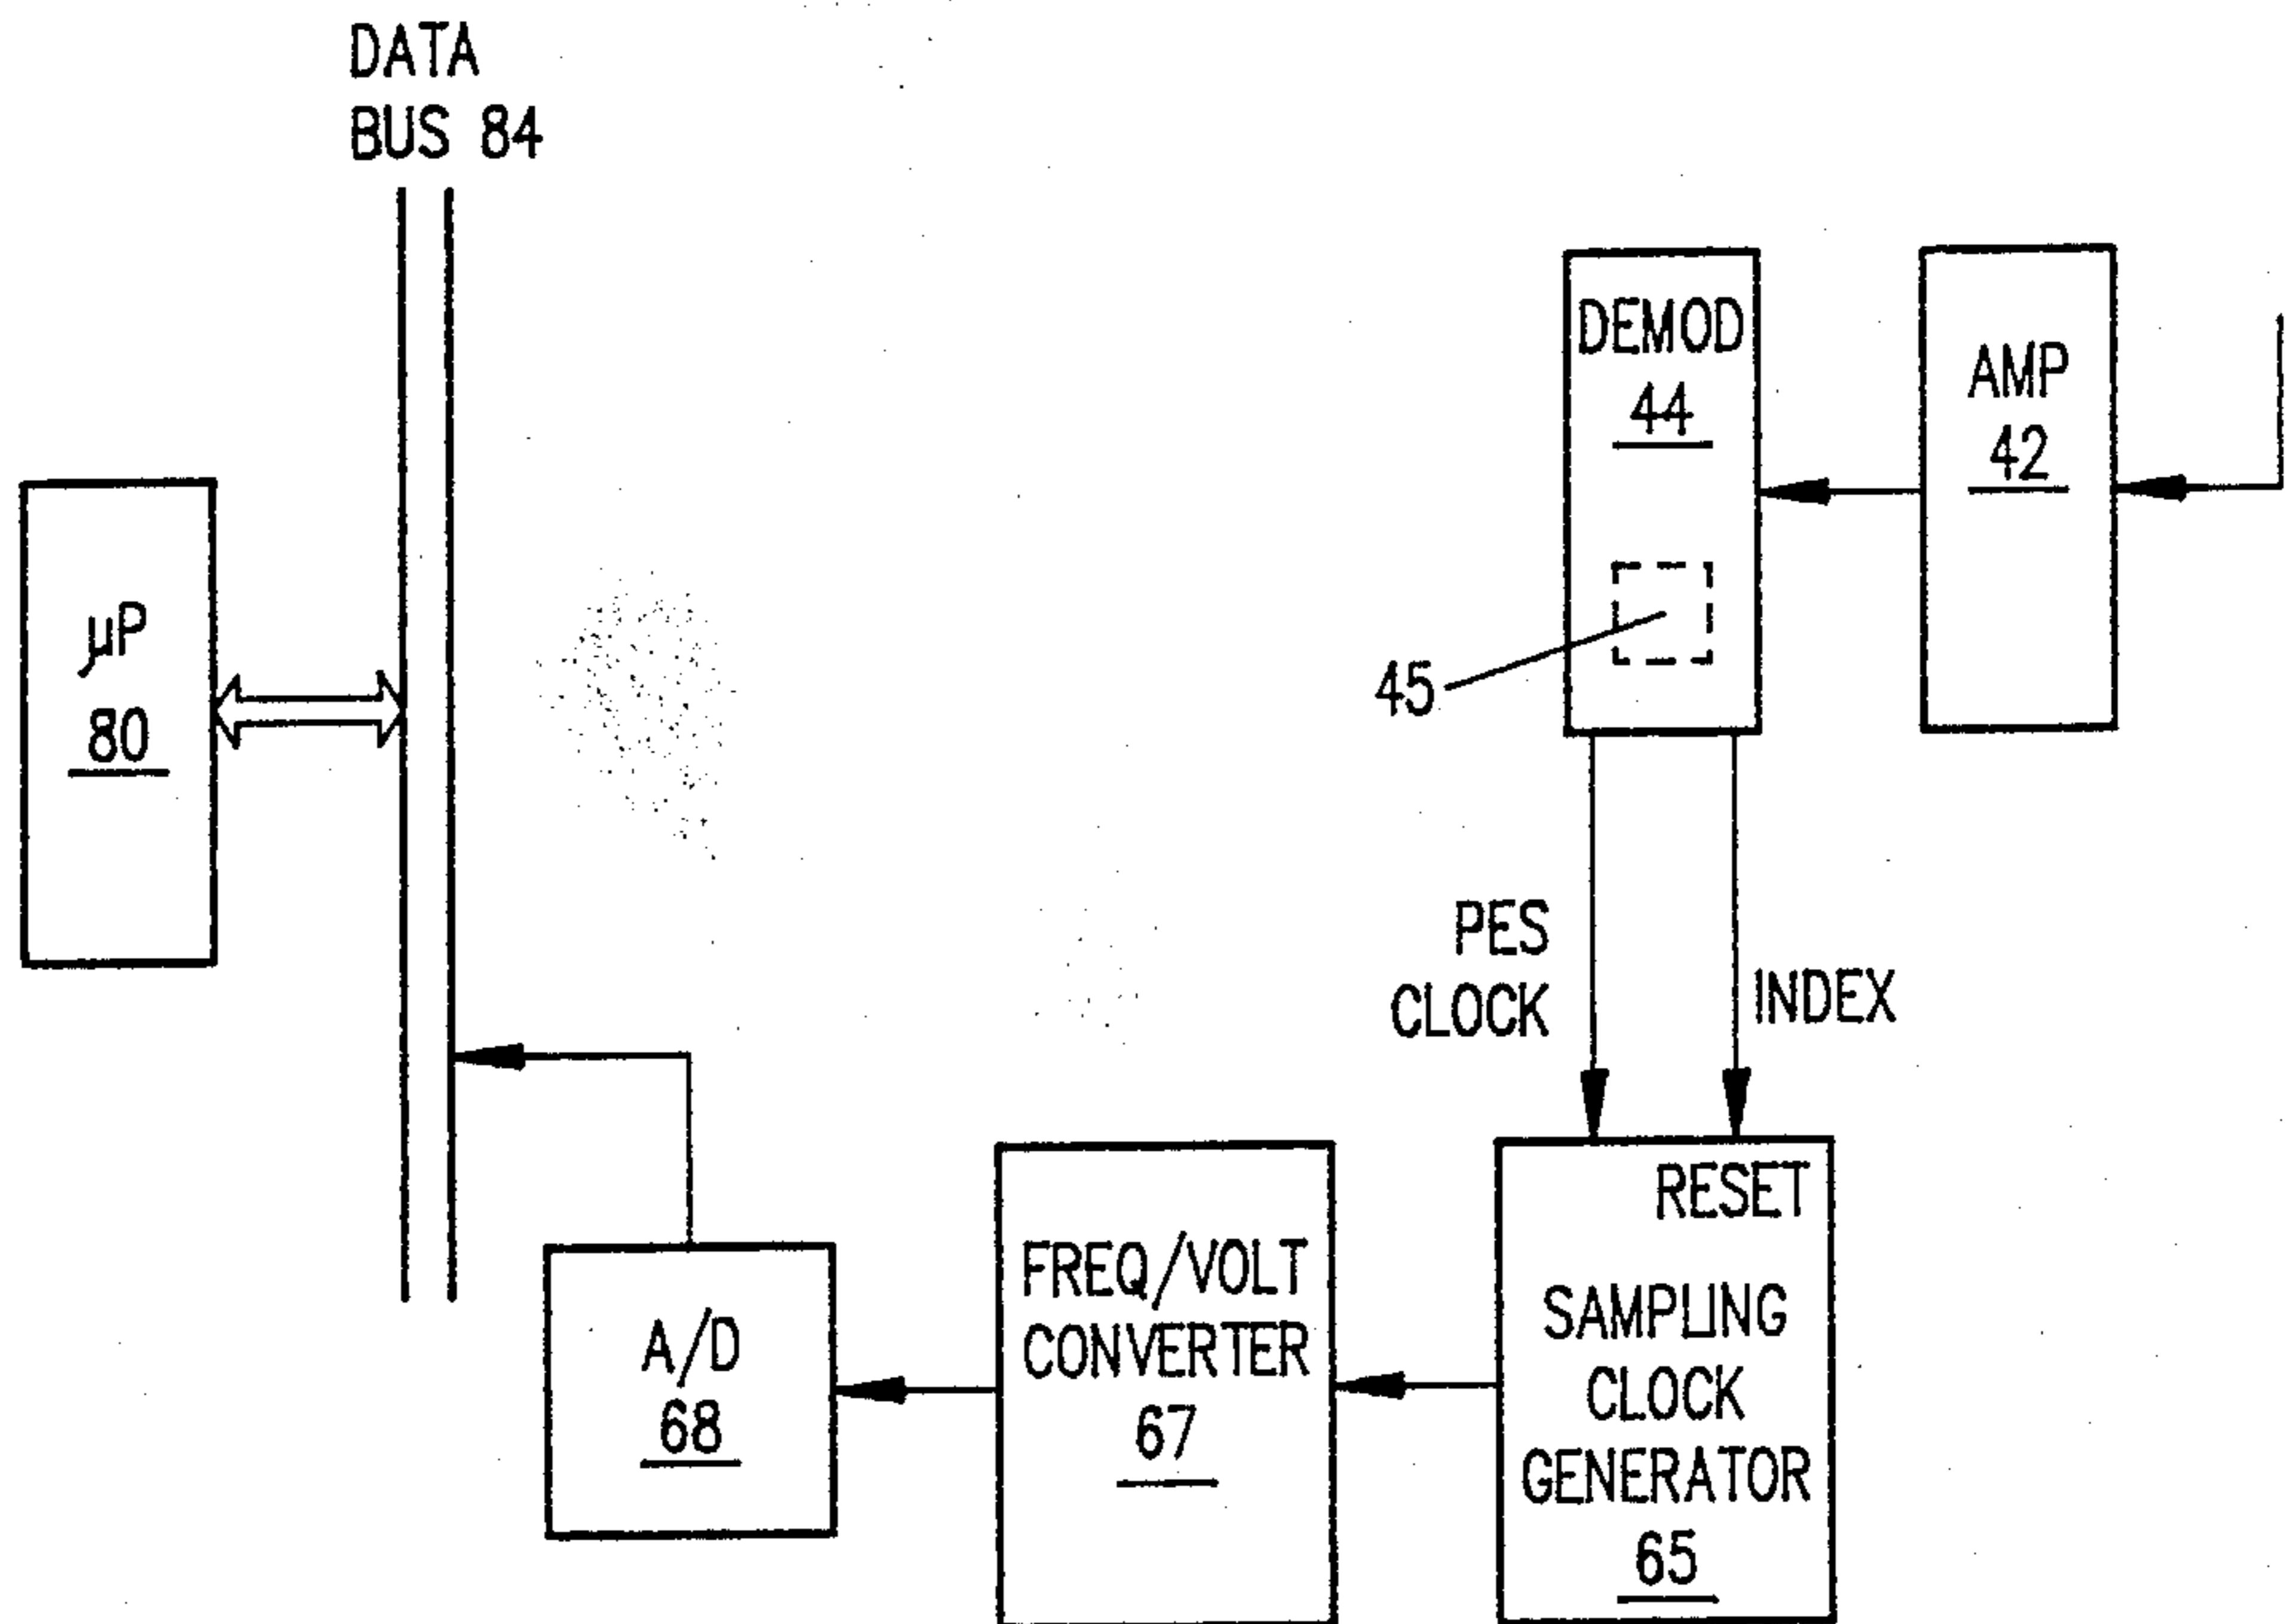 DATA
BUS 84
DEMOD
44
AMP
42
µP
80
45
PES
CLOCK
INDEX
RESET
SAMPLING
CLOCK
GENERATOR
65
FREQ/VOLT
CONVERTER
67
A/D
68